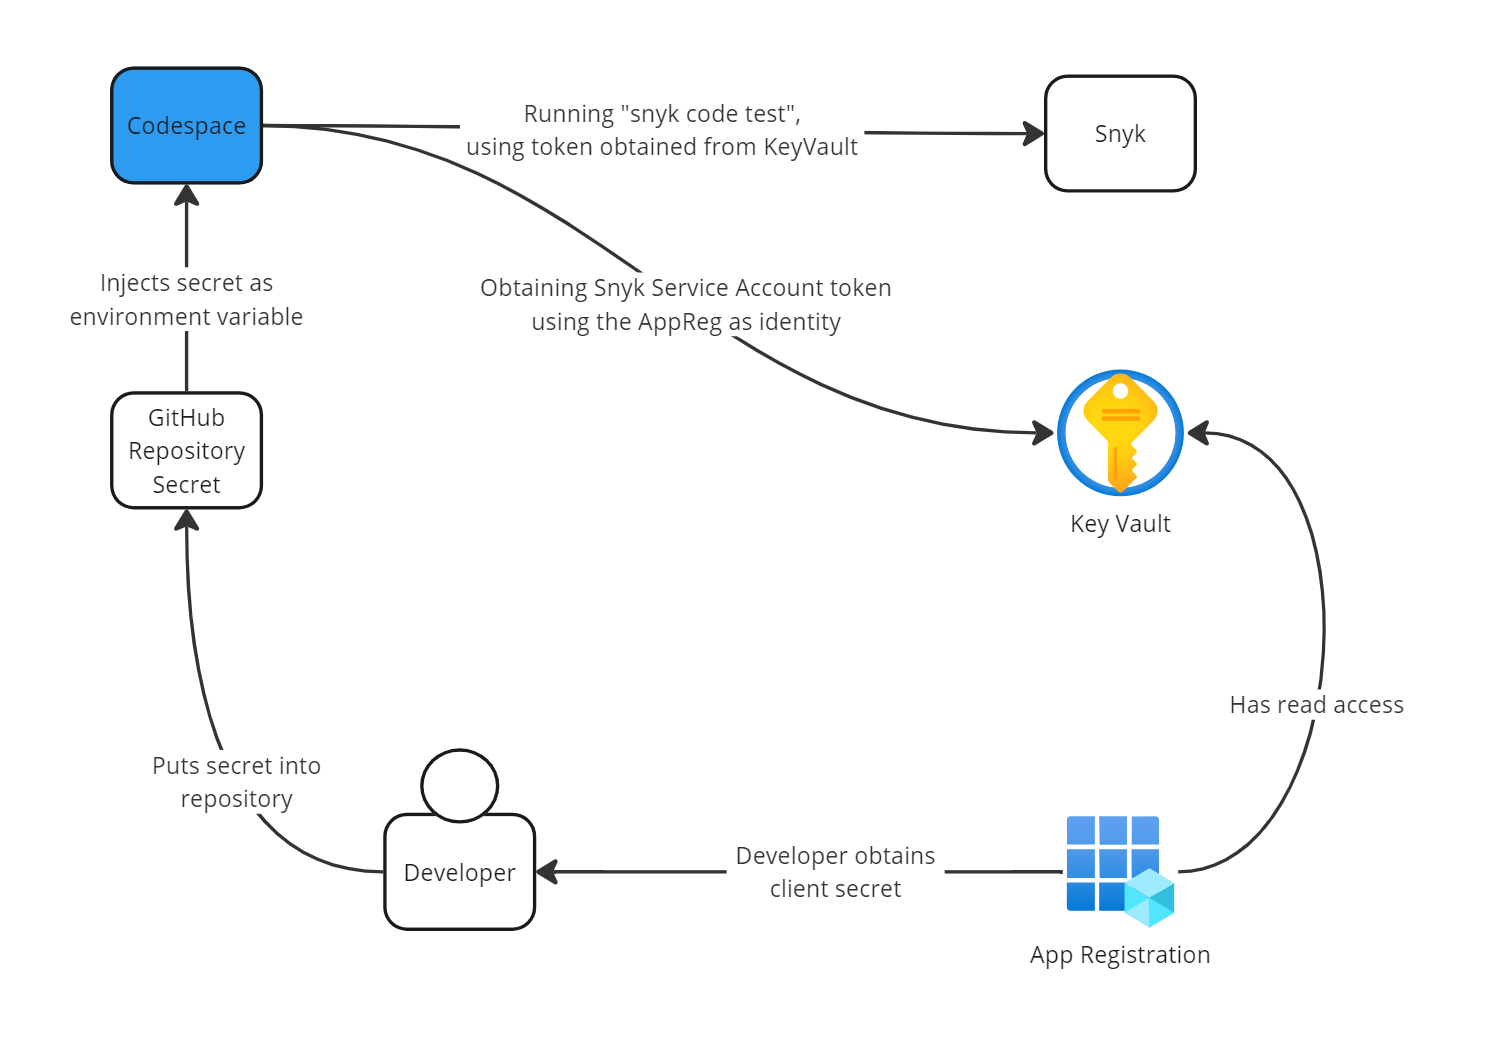 Codespace
Running "snyk code test",
using token obtained from KeyVault
Snyk
Injects secret as
environment variable
Obtaining Snyk Service Account token
using the AppReg as identity
GitHub
Repository
Secret
Key Vault
Has read access
Puts secret into
repository
Developer
Developer obtains
client secret
App Registration